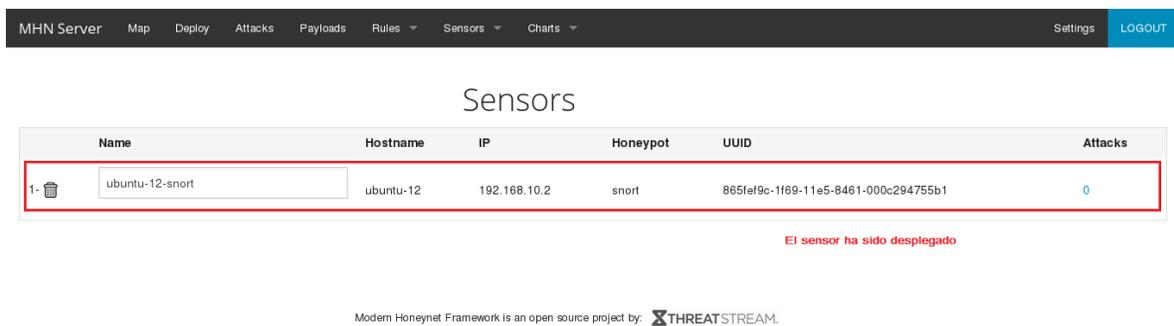 MHN Server Map Deploy Attacks Payloads Rules Sensors Charts Settings LOGOUT
Sensors
Name Hostname IP Honeypot UUID Attacks
1- ubuntu-12-snort ubuntu-12 192.168.10.2 snort 865fef9c-1f69-11e5-8461-000c294755b1 0
El sensor ha sido desplegado
Modern Honeynet Framework is an open source project by: THREATSTREAM.